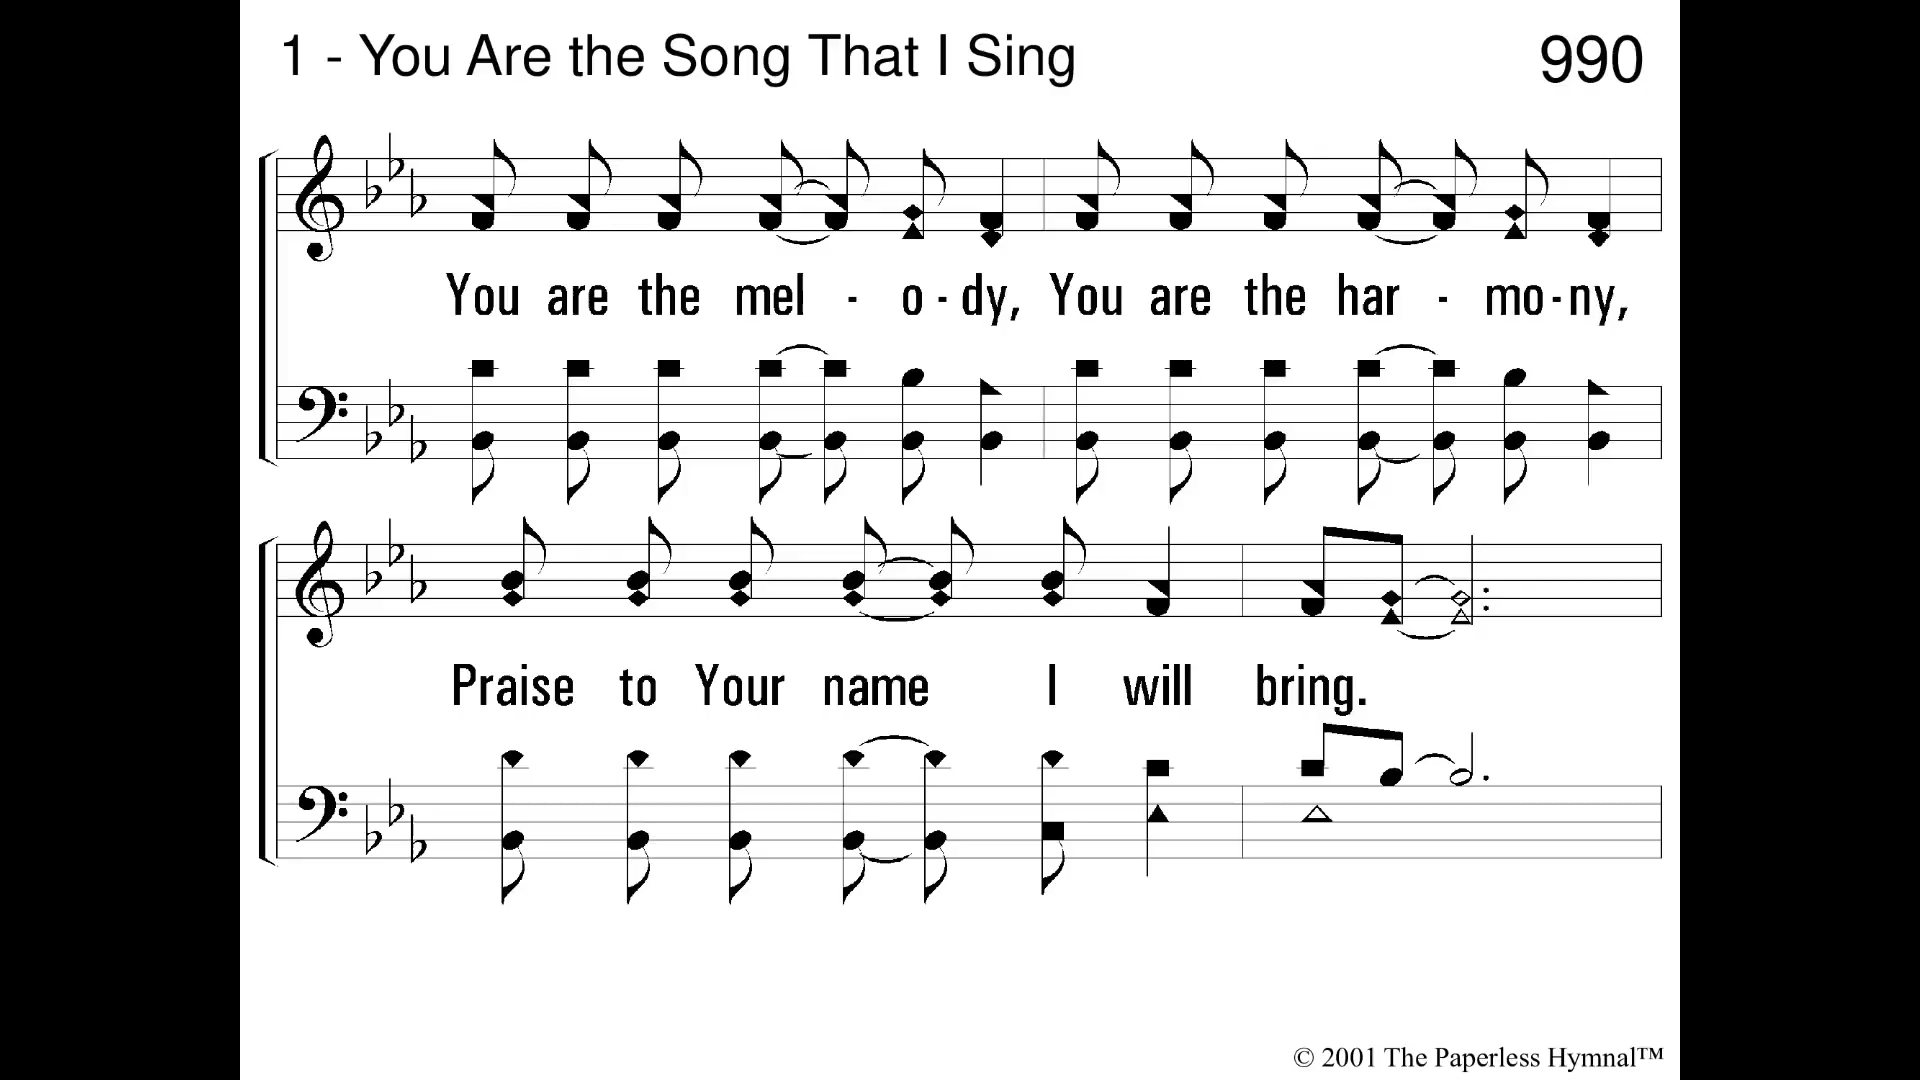 1 - You Are the Song That I Sing 990
You are the mel - o - dy, You are the har - mo - ny,
Praise to Your name I will bring.
© 2001 The Paperless Hymnal™